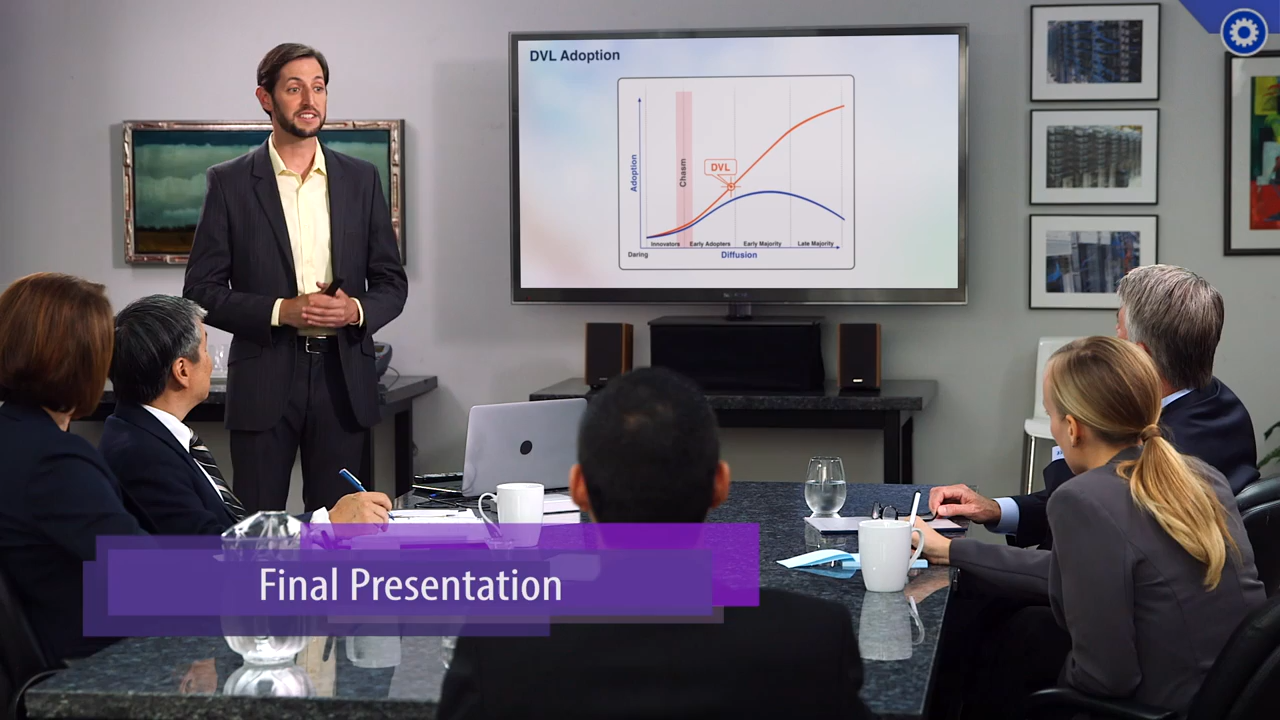 DVL Adoption
Adoption
Chasm
DVL
Innovators Early Adopters Early Majority Late Majority
Daring
Diffusion
Final Presentation